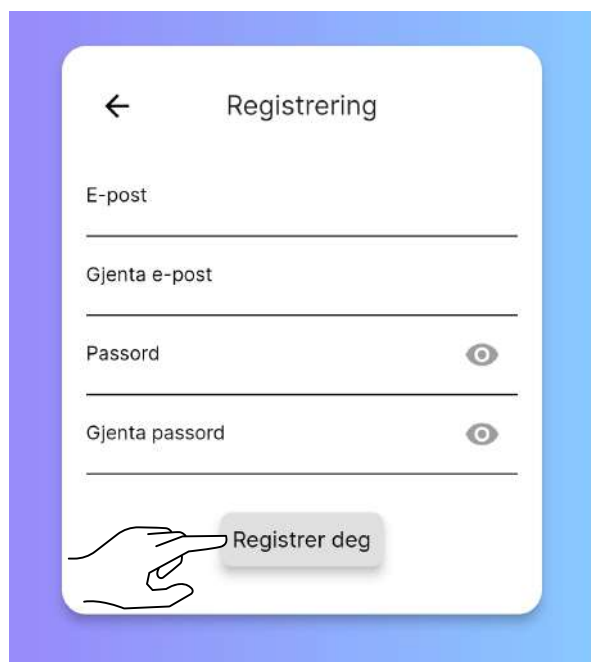 Registrering
E-post
Gjenta e-post
Passord
Gjenta passord
Registrer deg